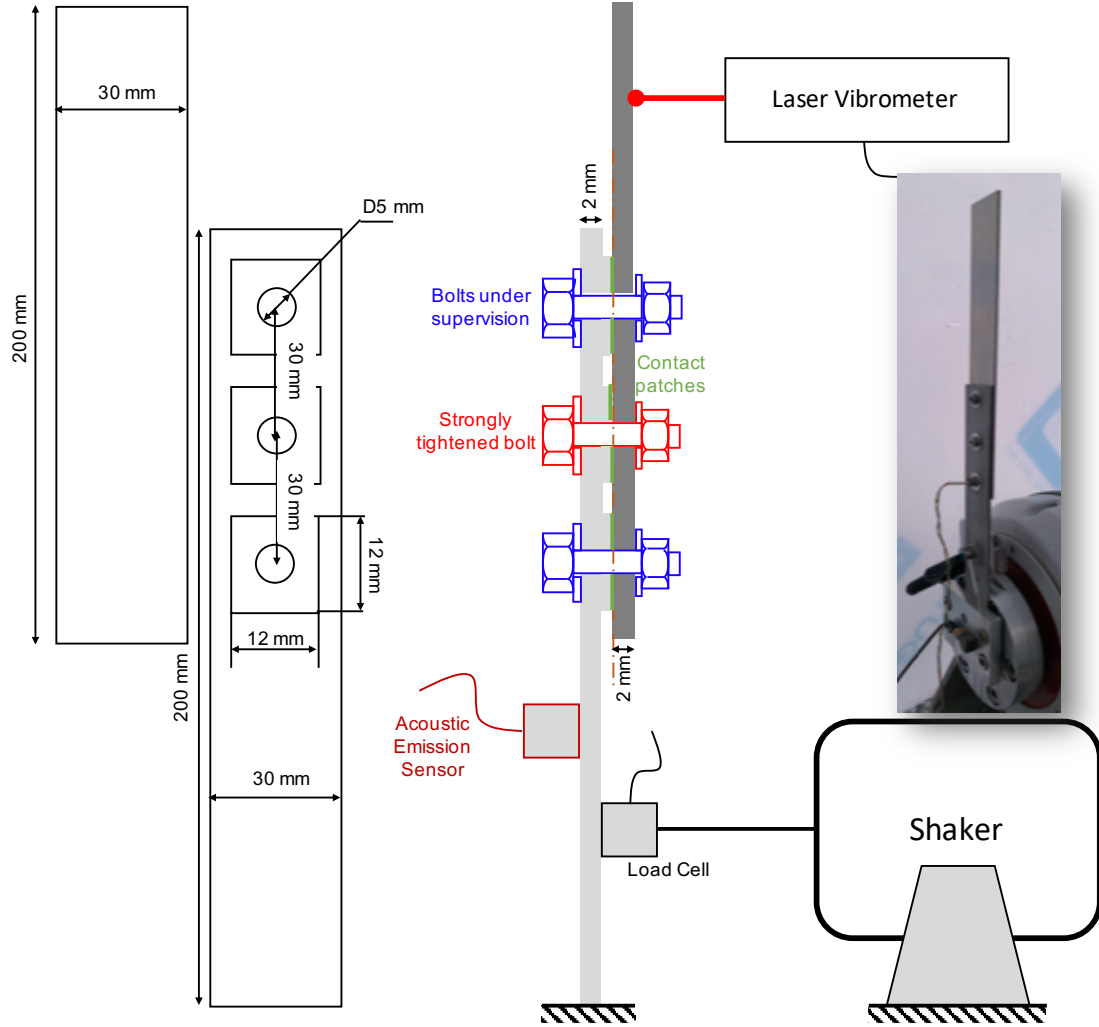 30 mm
200 mm
D5 mm
30 mm
30 mm
12 mm
12 mm
200 mm
30 mm
2 mm
Laser Vibrometer
Bolts under
supervision
Contact
patches
Strongly
tightened bolt
2 mm
Acoustic
Emission
Sensor
Load Cell
Shaker